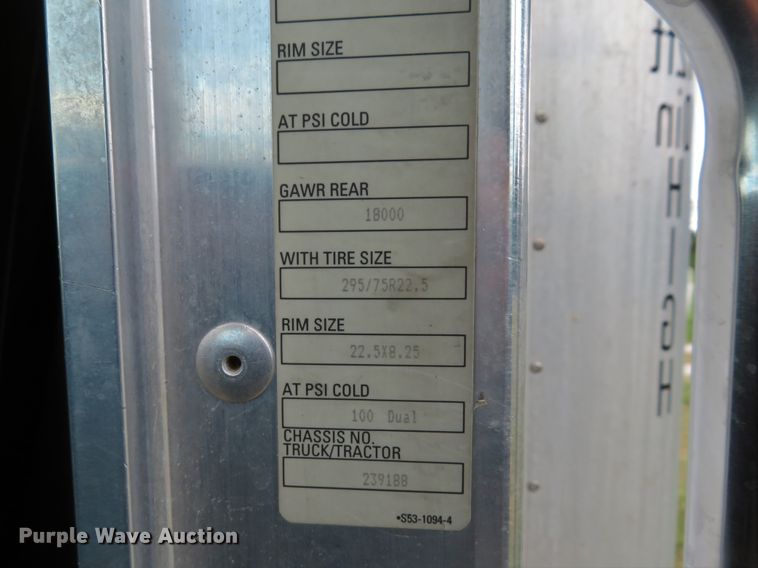 RIM SIZE
AT PSI COLD
GAWR REAR
18000
WITH TIRE SIZE
295/75R22.5
RIM SIZE
22.5X8.25
AT PSI COLD
100 Dual
CHASSIS NO.
TRUCK/TRACTOR
239188
•S53-1094-4
Purple Wave Auction®